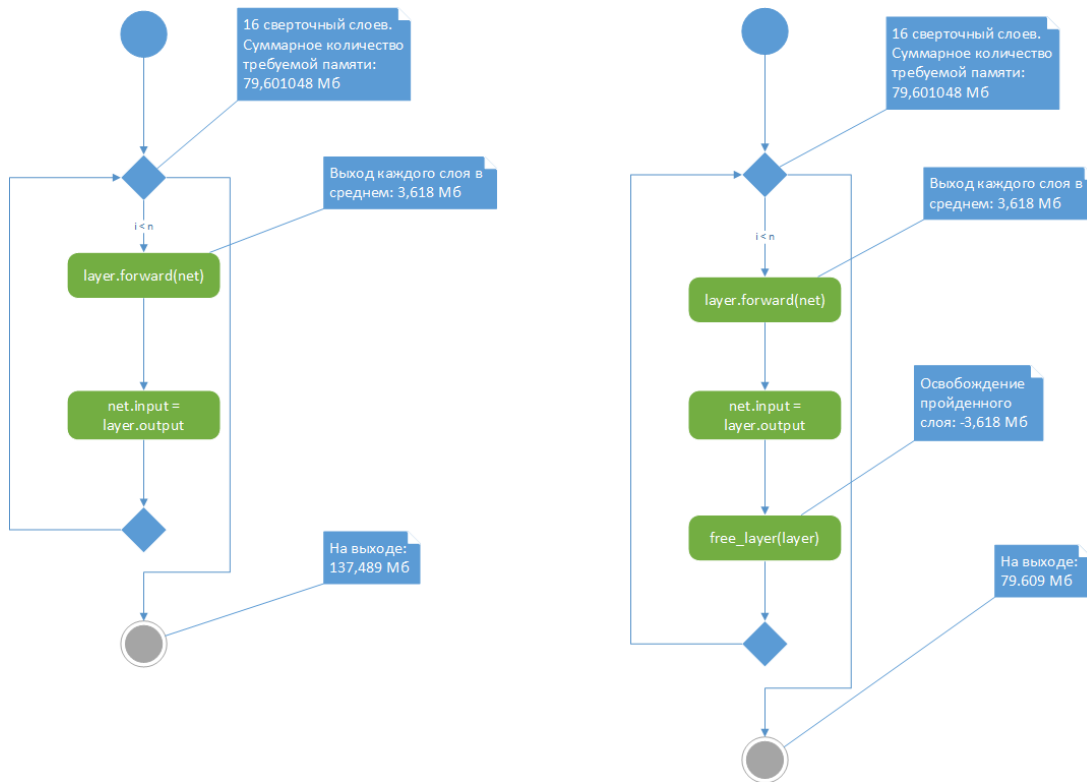 16 сверточный слоев.
Суммарное количество
требуемой памяти:
79,601048 Мб
Выход каждого слоя в
среднем: 3,618 Мб
i < n
layer.forward(net)
net.input =
layer.output
На выходе:
137,489 Мб
16 сверточный слоев.
Суммарное количество
требуемой памяти:
79,601048 Мб
Выход каждого слоя в
среднем: 3,618 Мб
i < n
layer.forward(net)
Освобождение
пройденного
слоя: -3,618 Мб
net.input =
layer.output
free_layer(layer)
На выходе:
79.609 Мб